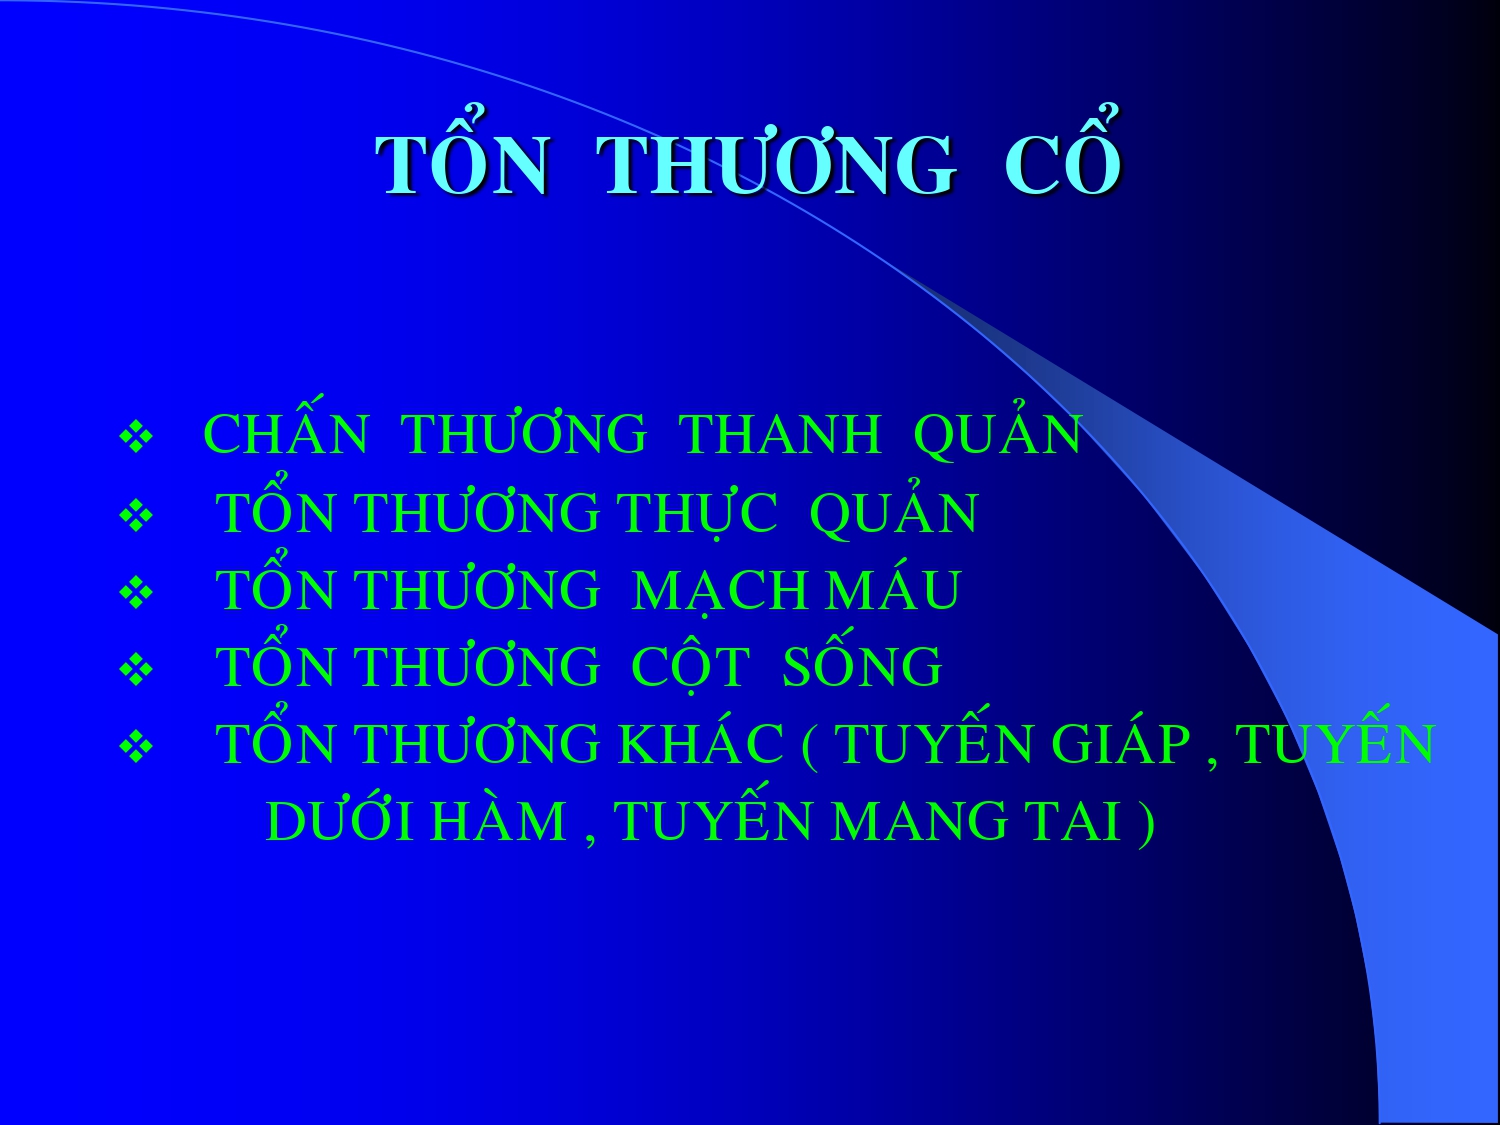 TỔN THƯƠNG CỔ
❖ CHẤN THƯƠNG THANH QUẢN
❖ TỔN THƯƠNG THỰC QUẢN
❖ TỔN THƯƠNG MẠCH MÁU
❖ TỔN THƯƠNG CỘT SỐNG
❖ TỔN THƯƠNG KHÁC ( TUYẾN GIÁP , TUYẾN
DƯỚI HÀM , TUYẾN MANG TAI )